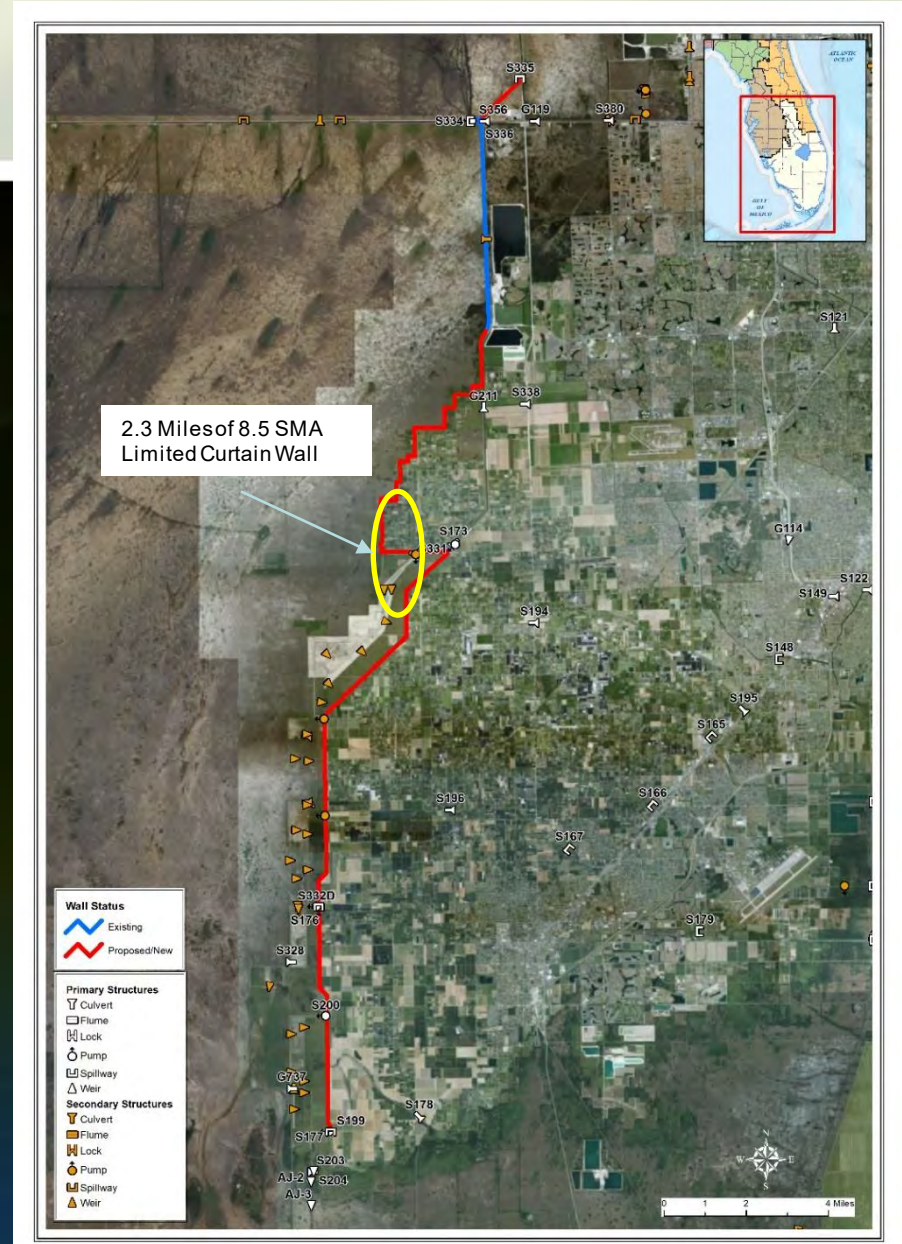 ATLANTIC
OCEAN
GULF
OF
MEXICO
S335
S356
S334
S336
G119
S380
S121
G211
S338
2.3 Miles of 8.5 SMA
Limited Curtain Wall
S173
S331
G114
S122
S149
S194
S148
S195
S165
S166
S196
S167
S332D
S176
S179
S328
S200
G737
S178
S199
S177
S203
AJ-2
S204
AJ-3
Wall Status
Existing
Proposed/New
Primary Structures
Culvert
Flume
Lock
Pump
Spillway
Weir
Secondary Structures
Culvert
Flume
Lock
Pump
Spillway
Weir
N
W E
S
0 1 2 4 Miles